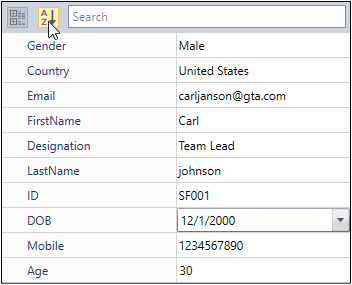 A
Z
Search
Gender Male
Country United States
Email carljanson@gta.com
FirstName Carl
Designation Team Lead
LastName johnson
ID SF001
DOB 12/1/2000
Mobile 1234567890
Age 30